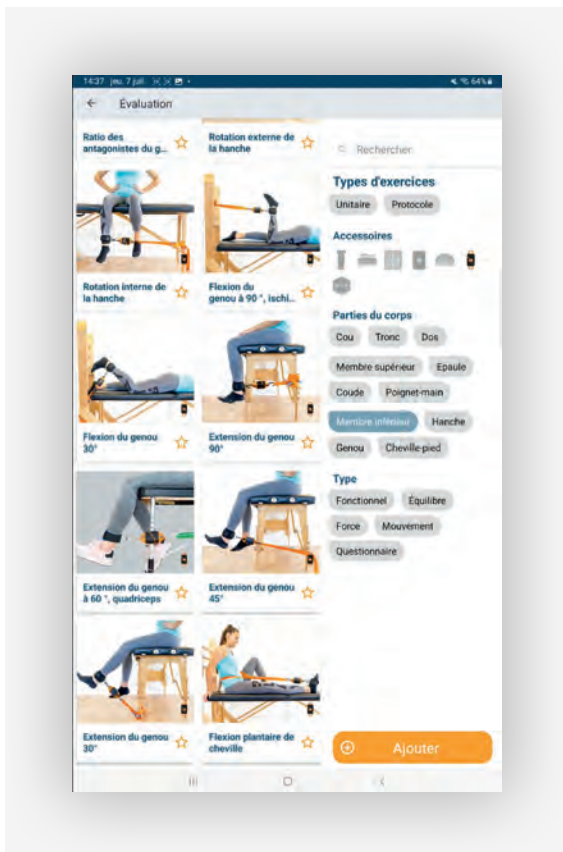 14:37 jeu. 7 juil.
64%
Évaluation
Ratio des
antagonistes du g...
Rotation externe de
la hanche
Rotation interne de
la hanche
Flexion du
genou à 90 °, ischi...
Flexion du genou
30°
Extension du genou
90°
Extension du genou
à 60 °, quadriceps
Extension du genou
45°
Extension du genou
30°
Flexion plantaire de
cheville
Rechercher
Types d'exercices
Unitaire Protocole
Accessoires
Parties du corps
Cou Tronc Dos
Membre supérieur Epaule
Coude Poignet-main
Membre inférieur Hanche
Genou Cheville-pied
Type
Fonctionnel Équilibre
Force Mouvement
Questionnaire
Ajouter